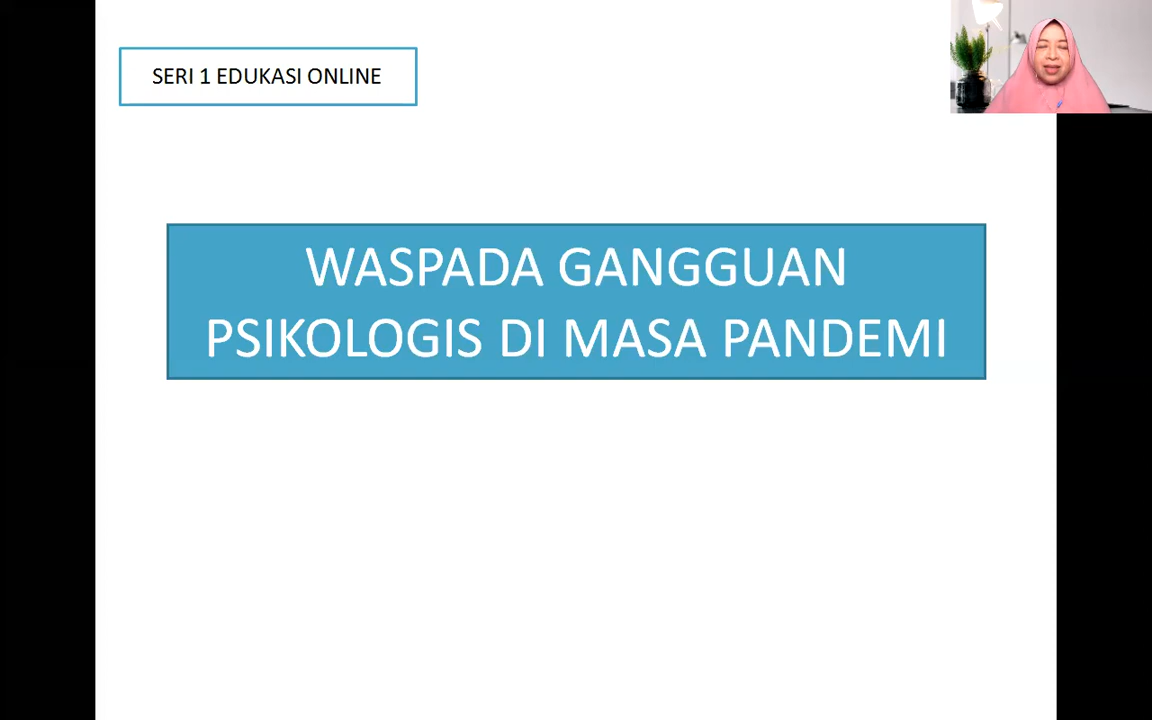 SERI 1 EDUKASI ONLINE
WASPADA GANGGUAN
PSIKOLOGIS DI MASA PANDEMI